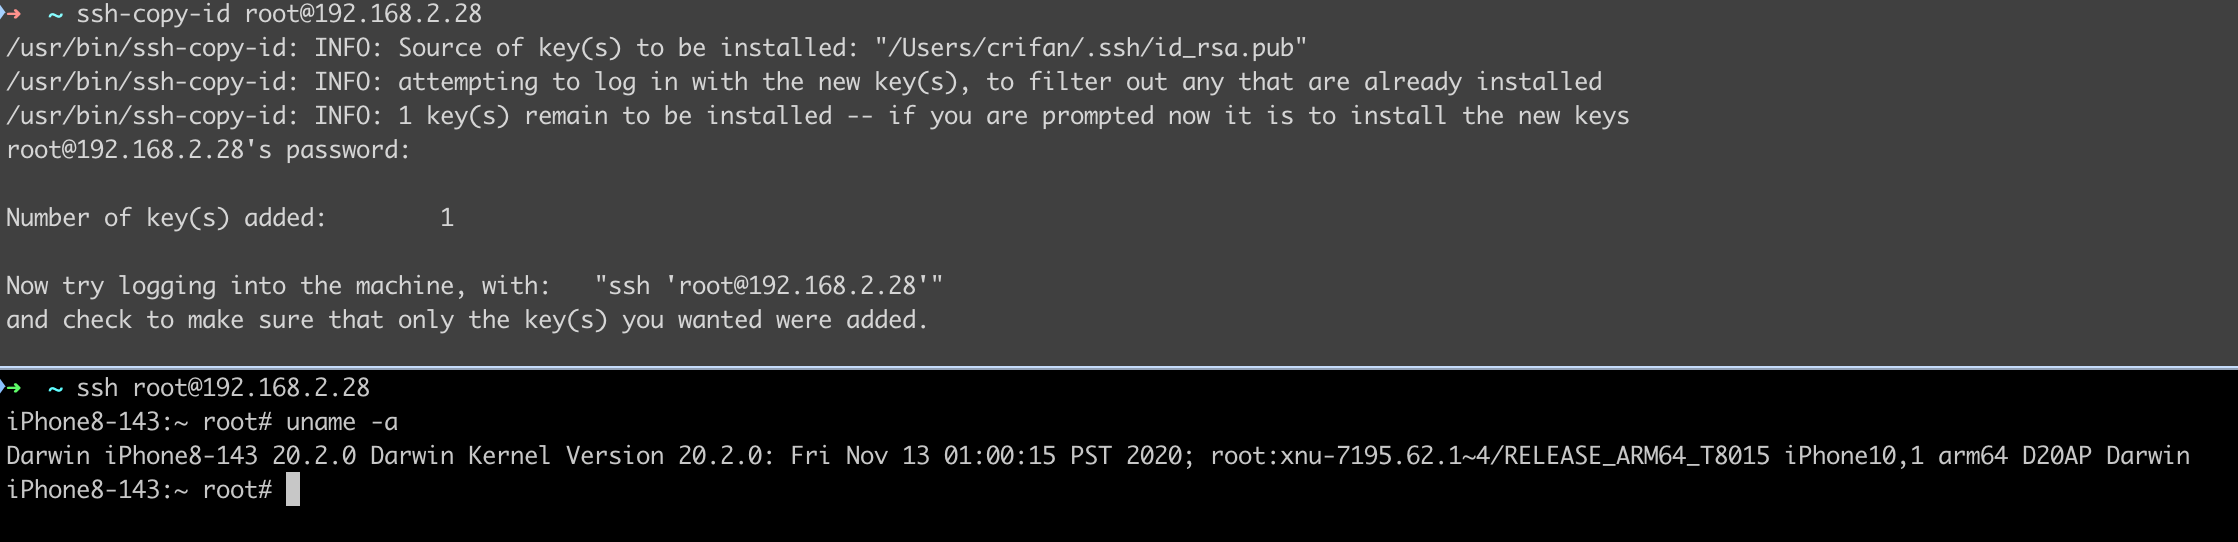 ➜  ~ ssh-copy-id root@192.168.2.28
/usr/bin/ssh-copy-id: INFO: Source of key(s) to be installed: "/Users/crifan/.ssh/id_rsa.pub"
/usr/bin/ssh-copy-id: INFO: attempting to log in with the new key(s), to filter out any that are already installed
/usr/bin/ssh-copy-id: INFO: 1 key(s) remain to be installed -- if you are prompted now it is to install the new keys
root@192.168.2.28's password:
Number of key(s) added:        1
Now try logging into the machine, with:   "ssh 'root@192.168.2.28'"
and check to make sure that only the key(s) you wanted were added.
➜  ~ ssh root@192.168.2.28
iPhone8-143:~ root# uname -a
Darwin iPhone8-143 20.2.0 Darwin Kernel Version 20.2.0: Fri Nov 13 01:00:15 PST 2020; root:xnu-7195.62.1~4/RELEASE_ARM64_T8015 iPhone10,1 arm64 D20AP Darwin
iPhone8-143:~ root#